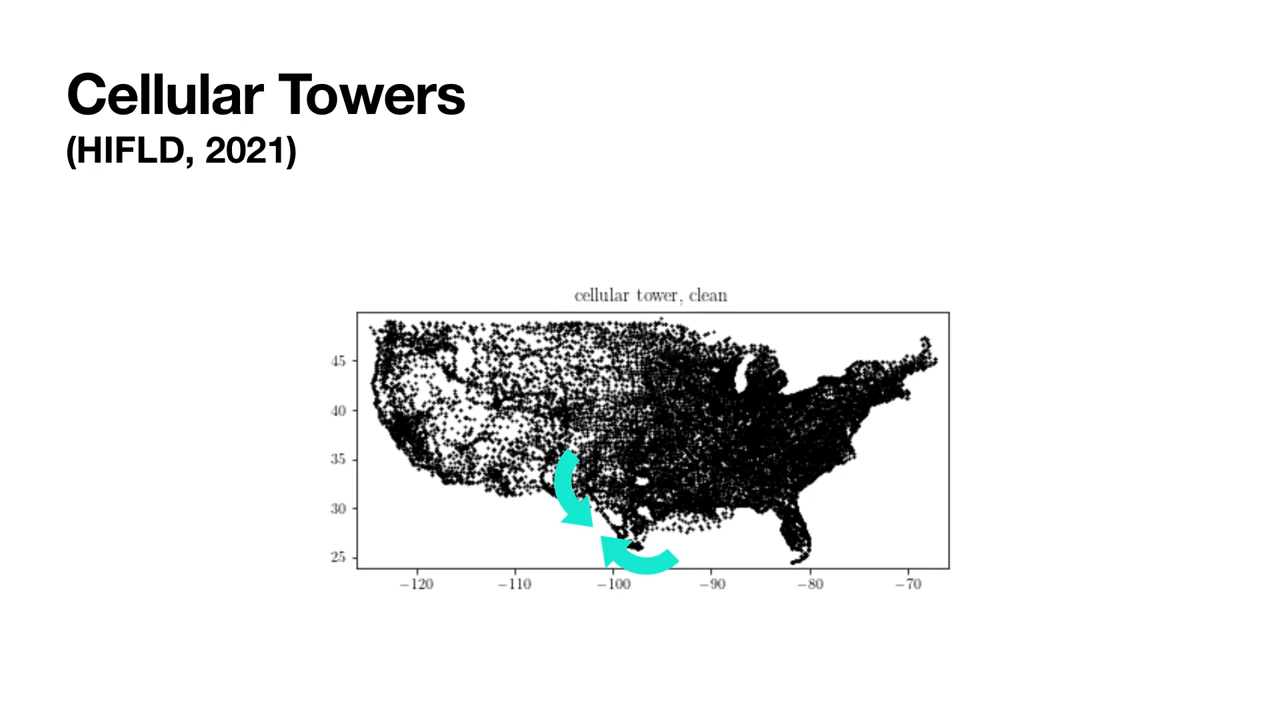 Cellular Towers
(HIFLD, 2021)
cellular tower, clean
45
40
35
30
25
−120 −110 −100 −90 −80 −70